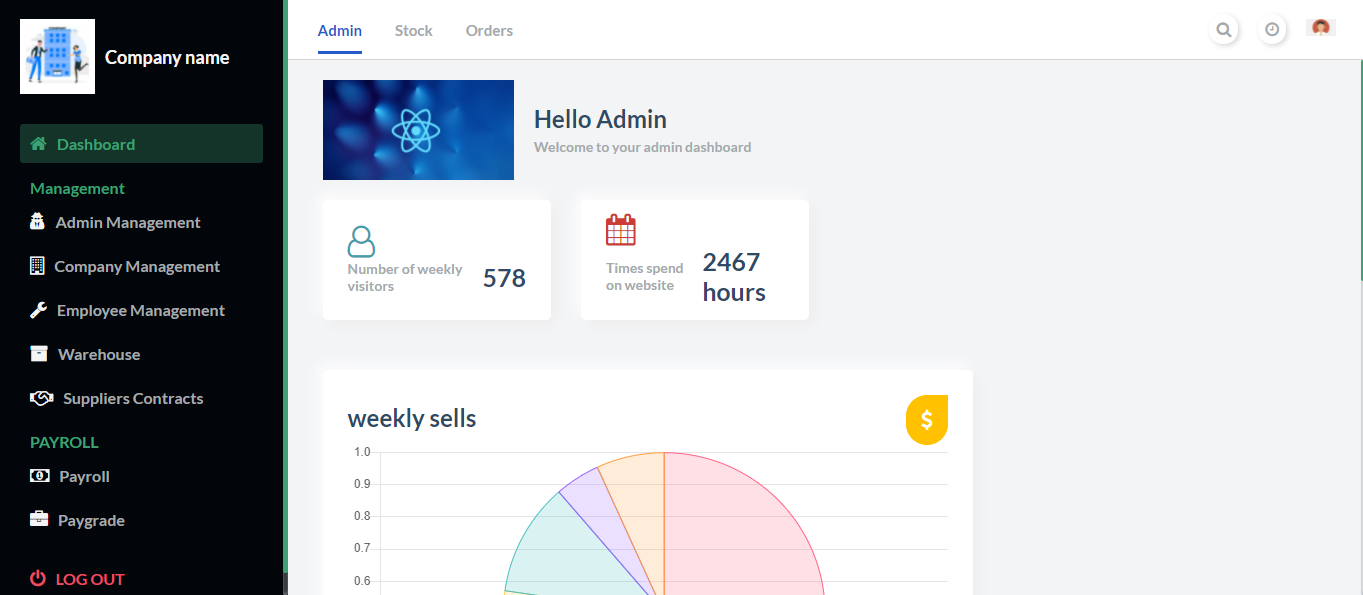 Company name
Dashboard
Management
Admin Management
Company Management
Employee Management
Warehouse
Suppliers Contracts
PAYROLL
Payroll
Paygrade
LOG OUT
Admin Stock Orders
Hello Admin
Welcome to your admin dashboard
Number of weekly
visitors
578
Times spend
on website
2467
hours
weekly sells
$
1.0
0.9
0.8
0.7
0.6